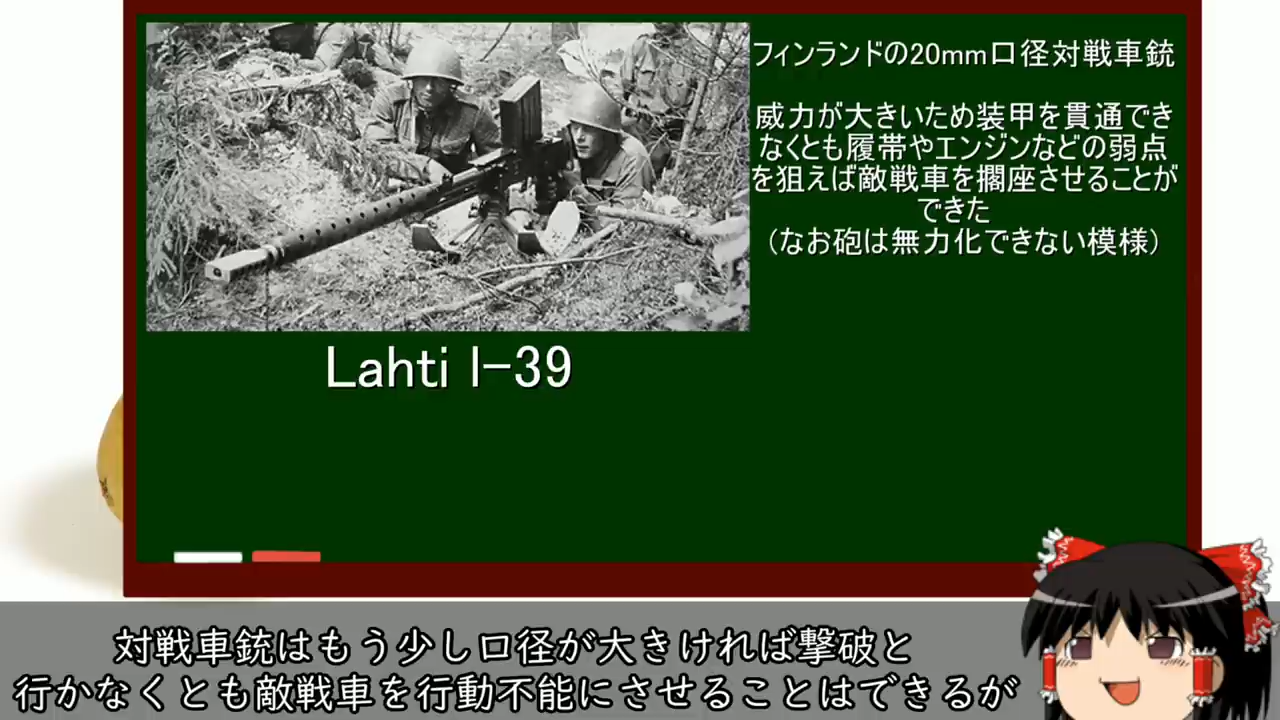 フィンランドの20mm口径対戦車銃
威力が大きいため装甲を貫通でき
なくとも履帯やエンジンなどの弱点
を狙えば敵戦車を擱座させることが
できた
（なお砲は無力化できない模様）
Lahti l-39
対戦車銃はもう少し口径が大きければ撃破と
行かなくとも敵戦車を行動不能にさせることはできるが